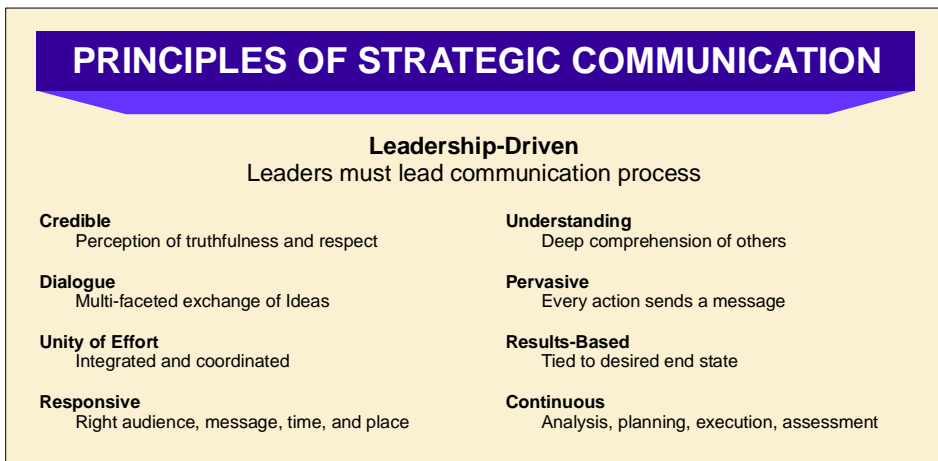 PRINCIPLES OF STRATEGIC COMMUNICATION
Leadership-Driven
Leaders must lead communication process
Credible
Perception of truthfulness and respect
Dialogue
Multi-faceted exchange of Ideas
Unity of Effort
Integrated and coordinated
Responsive
Right audience, message, time, and place
Understanding
Deep comprehension of others
Pervasive
Every action sends a message
Results-Based
Tied to desired end state
Continuous
Analysis, planning, execution, assessment